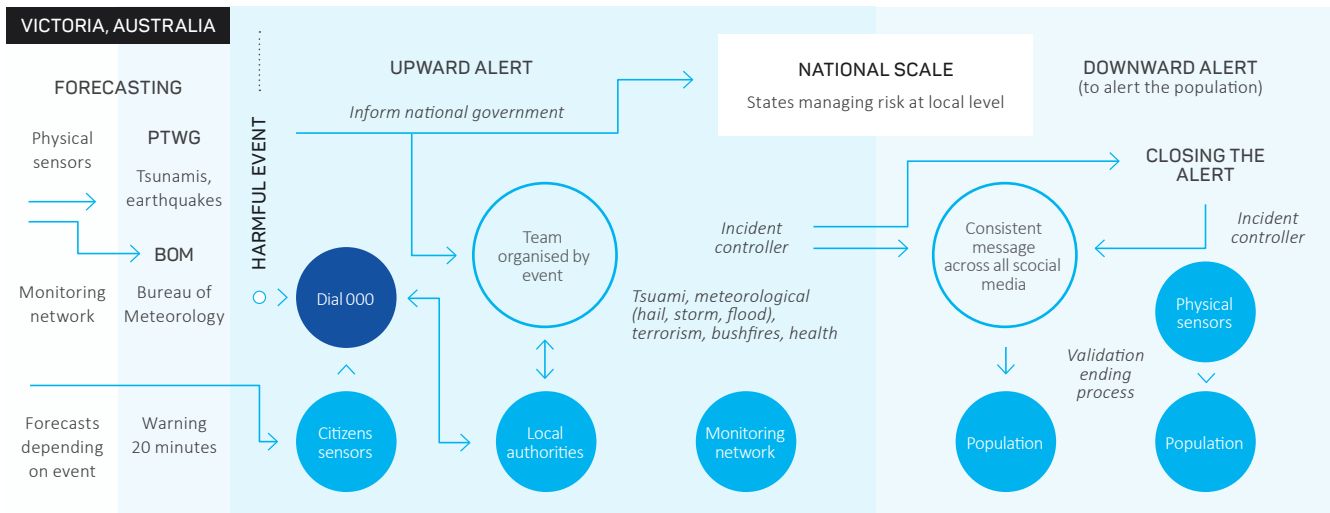 VICTORIA, AUSTRALIA
FORECASTING
Physical
sensors
PTWG
Tsunamis,
earthquakes
BOM
Monitoring
network
Bureau of
Meteorology
Forecasts
depending
on event
Warning
20 minutes
HARMFUL EVENT
UPWARD ALERT
Inform national government
Dial 000
Citizens
sensors
Team
organised by
event
Local
authorities
NATIONAL SCALE
States managing risk at local level
Incident
controller
Tsuami, meteorological
(hail, storm, flood),
terrorism, bushfires, health
Monitoring
network
DOWNWARD ALERT
(to alert the population)
CLOSING THE
ALERT
Consistent
message
across all scocial
media
Incident
controller
Physical
sensors
Validation
ending
process
Population
Population